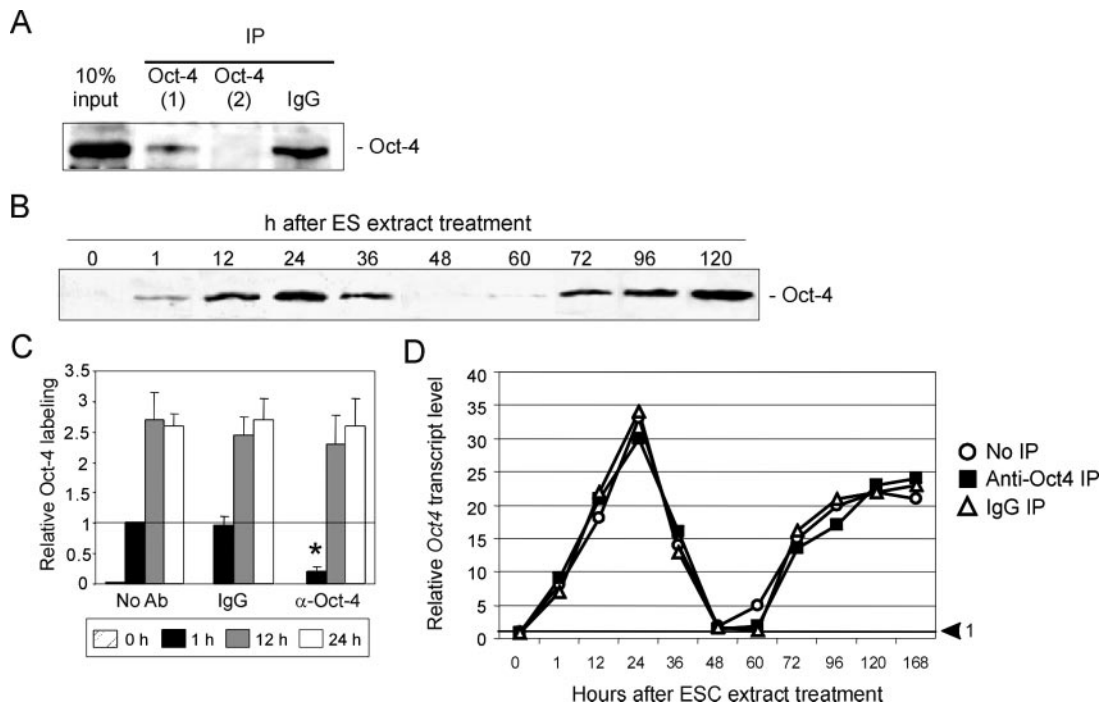 A
IP
10% input
Oct-4 (1)
Oct-4 (2)
IgG
- Oct-4
B
h after ES extract treatment
0 1 12 24 36 48 60 72 96 120
- Oct-4
C
Relative Oct-4 labeling
3.5
3
2.5
2
1.5
1
0.5
0
*
No Ab IgG α-Oct-4
0 h 1 h 12 h 24 h
D
Relative Oct4 transcript level
40
35
30
25
20
15
10
5
0
1
0 1 12 24 36 48 60 72 96 120 168
Hours after ESC extract treatment
No IP
Anti-Oct4 IP
IgG IP